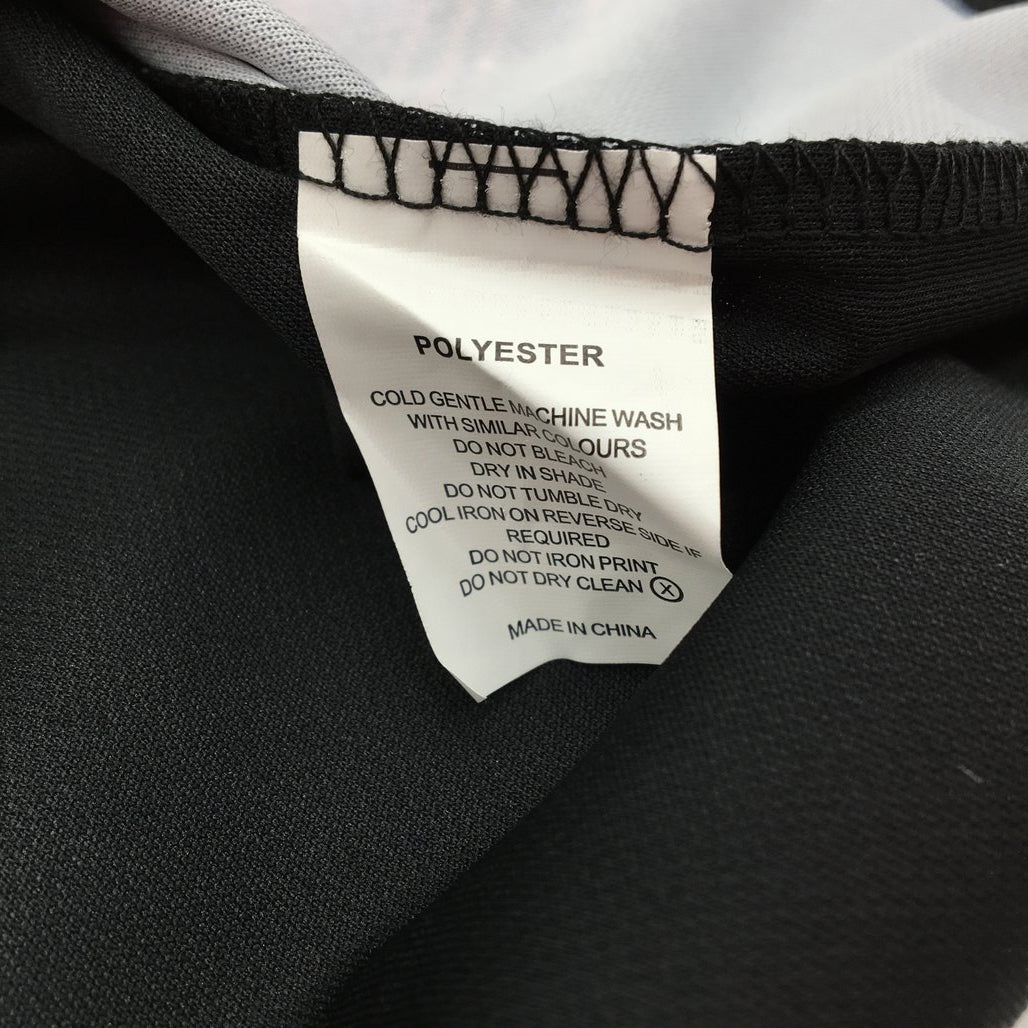 POLYESTER
COLD GENTLE MACHINE WASH
WITH SIMILAR COLOURS
DO NOT BLEACH
DRY IN SHADE
DO NOT TUMBLE DRY
COOL IRON ON REVERSE SIDE IF
REQUIRED
DO NOT IRON PRINT
DO NOT DRY CLEAN Ⓧ
MADE IN CHINA